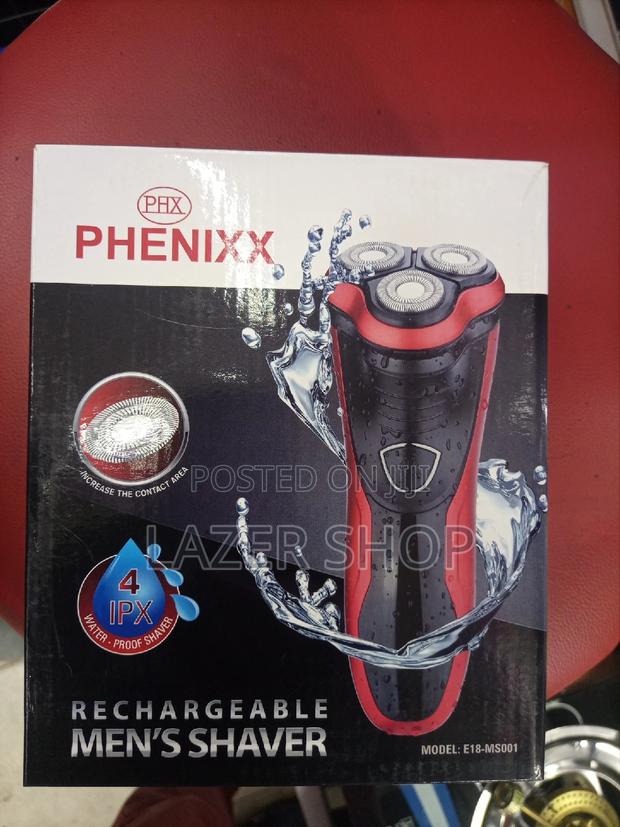 PHX
PHENIXX
INCREASE THE CONTACT AREA
POSTED ON JIJI
LAZER SHOP
4
IPX
WATER - PROOF SHAVER
RECHARGEABLE
MEN'S SHAVER
MODEL: E18-MS001